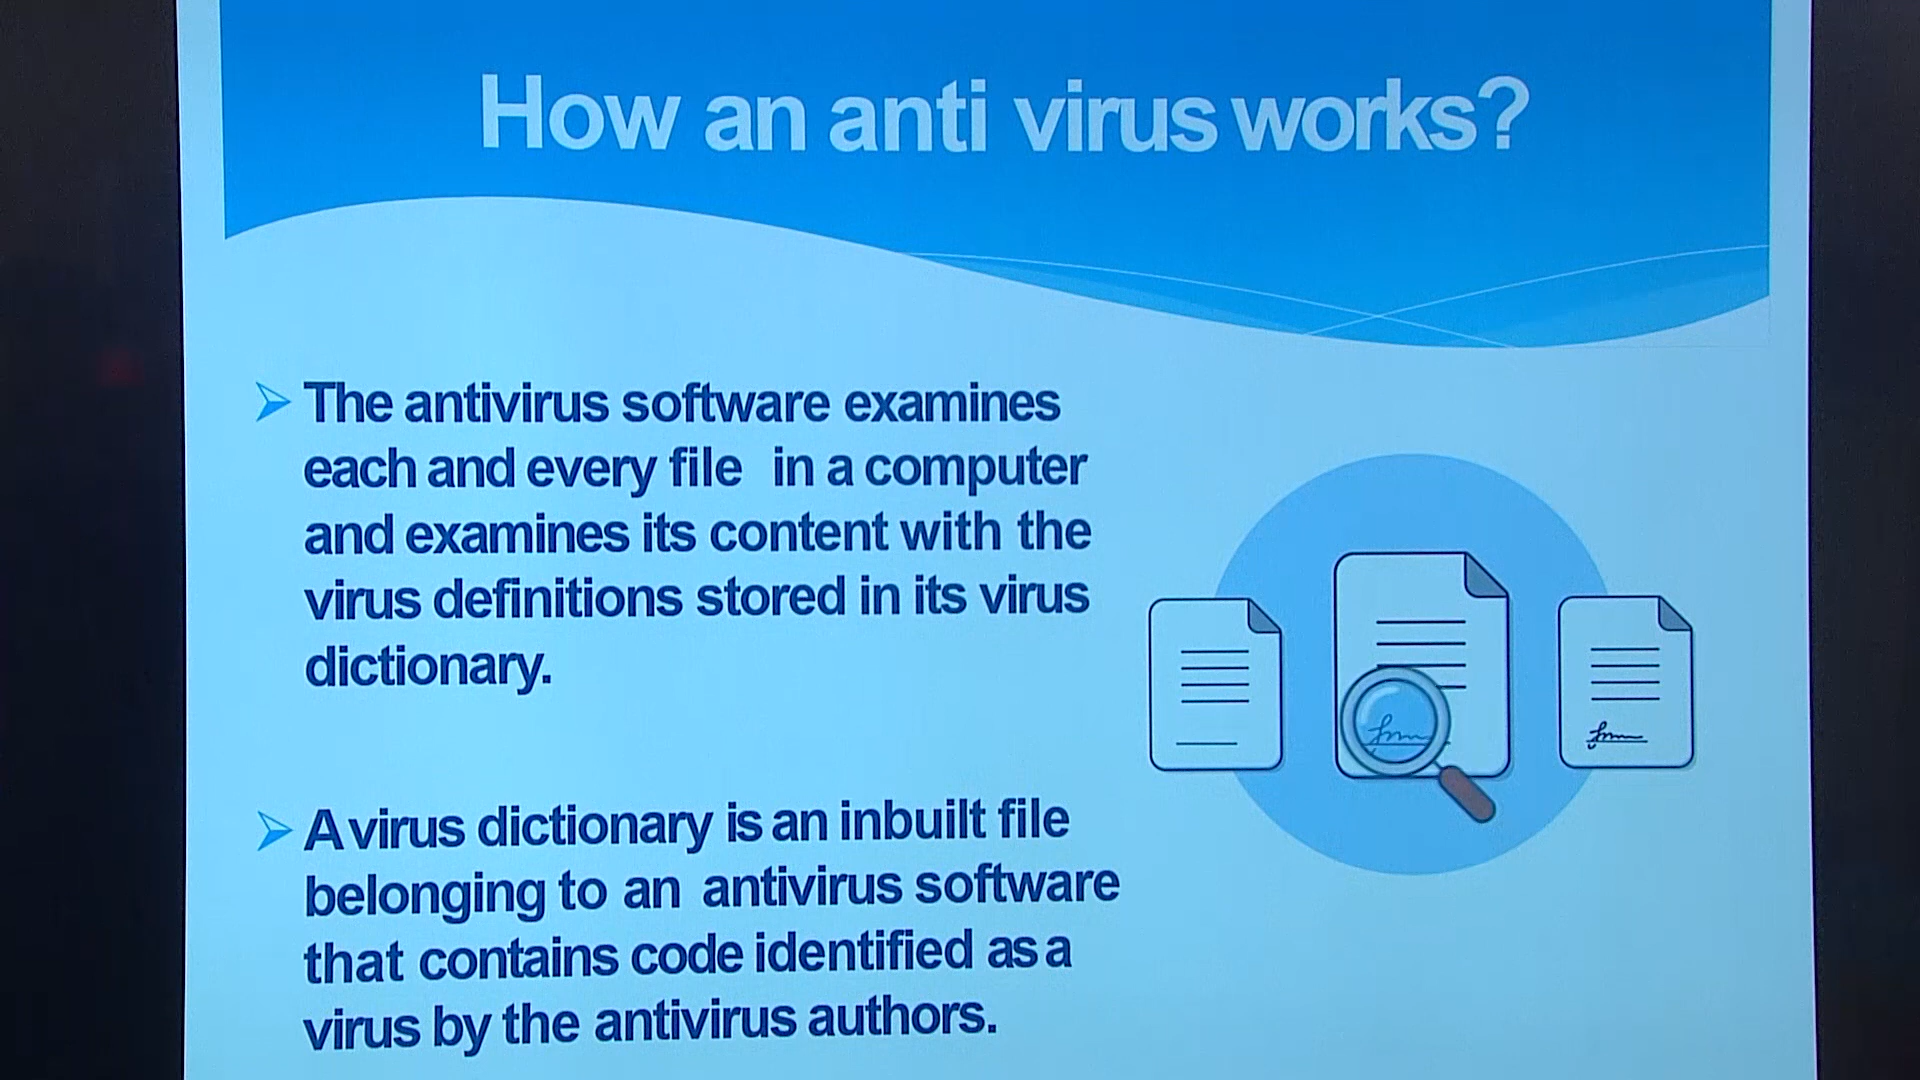 How an anti virus works?
The antivirus software examines
each and every file in a computer
and examines its content with the
virus definitions stored in its virus
dictionary.
A virus dictionary is an inbuilt file
belonging to an antivirus software
that contains code identified as a
virus by the antivirus authors.